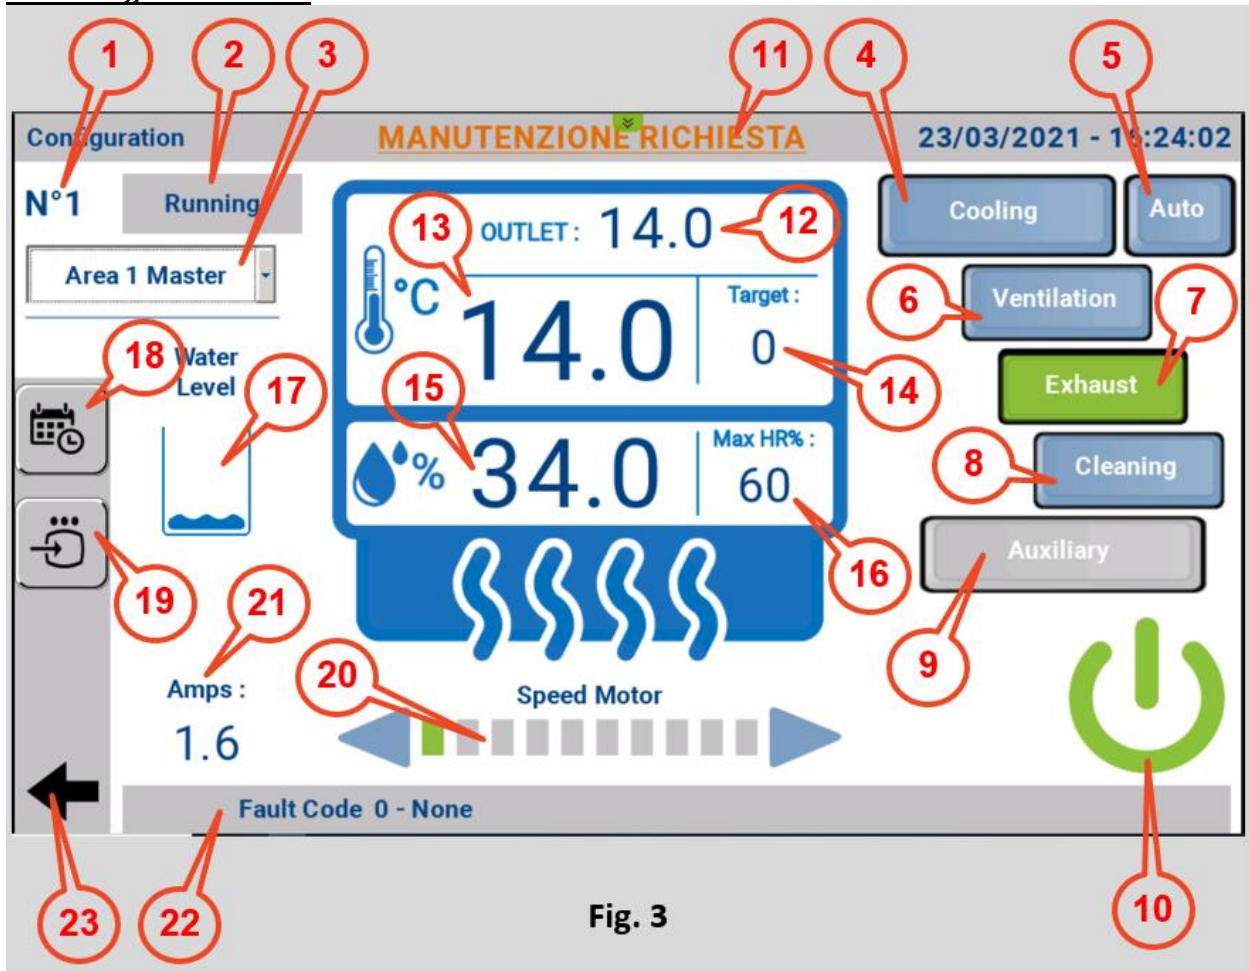 1 2 3 11 4 5
Configuration MANUTENZIONE RICHIESTA 23/03/2021 - 16:24:02
N°1 Running Cooling Auto
13 OUTLET : 14.0 12
Area 1 Master
°C 14.0 Target : 0
6 Ventilation 7
18 Water Level 17
15 14
Exhaust
% 34.0 Max HR% : 60
8 Cleaning
16
Auxiliary
19 21
9
20
Amps : 1.6
Speed Motor
Fault Code 0 - None
23 22 10
Fig. 3